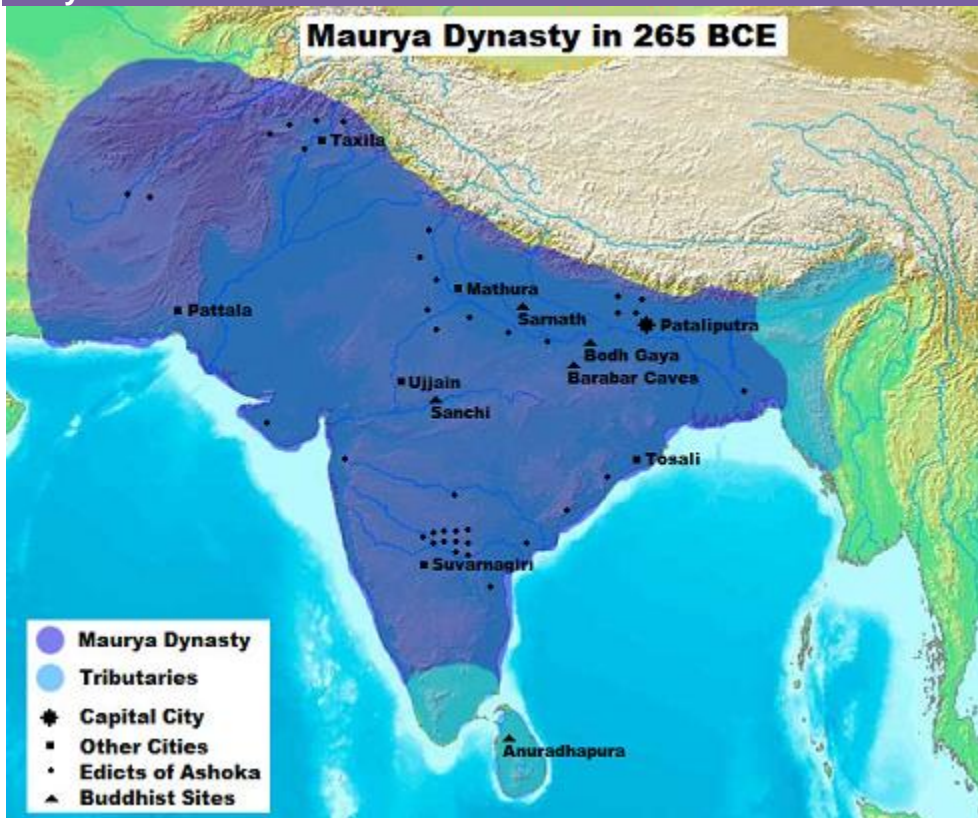 Maurya Dynasty in 265 BCE
Taxila
Mathura
Pattala
Sarnath
Pataliputra
Bodh Gaya
Barabar Caves
Ujjain
Sanchi
Tosali
Suvarnagiri
Anuradhapura
Maurya Dynasty
Tributaries
Capital City
Other Cities
Edicts of Ashoka
Buddhist Sites